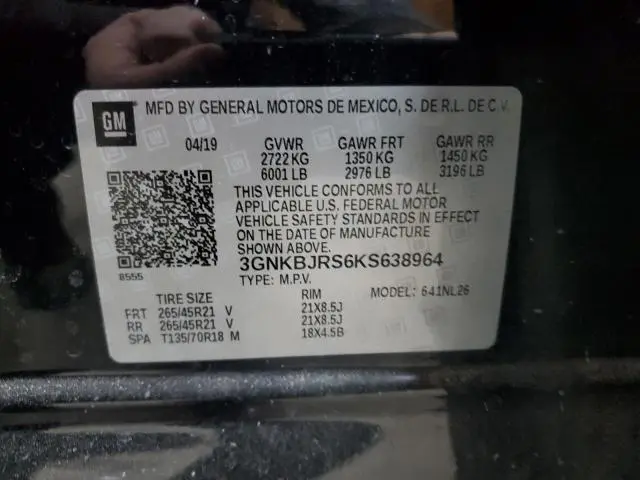 GM MFD BY GENERAL MOTORS DE MEXICO, S. DE R.L. DE C.V.
04/19 GVWR GAWR FRT GAWR RR
2722 KG 1350 KG 1450 KG
6001 LB 2976 LB 3196 LB
THIS VEHICLE CONFORMS TO ALL
APPLICABLE U.S. FEDERAL MOTOR
VEHICLE SAFETY STANDARDS IN EFFECT
ON THE DATE OF MANUFACTURE
SHOWN ABOVE.
8555
3GNKBJRS6KS638964
TYPE: M.P.V. MODEL: 641NL26
TIRE SIZE RIM
FRT 265/45R21 V 21X8.5J
RR 265/45R21 V 21X8.5J
SPA T135/70R18 M 18X4.5B